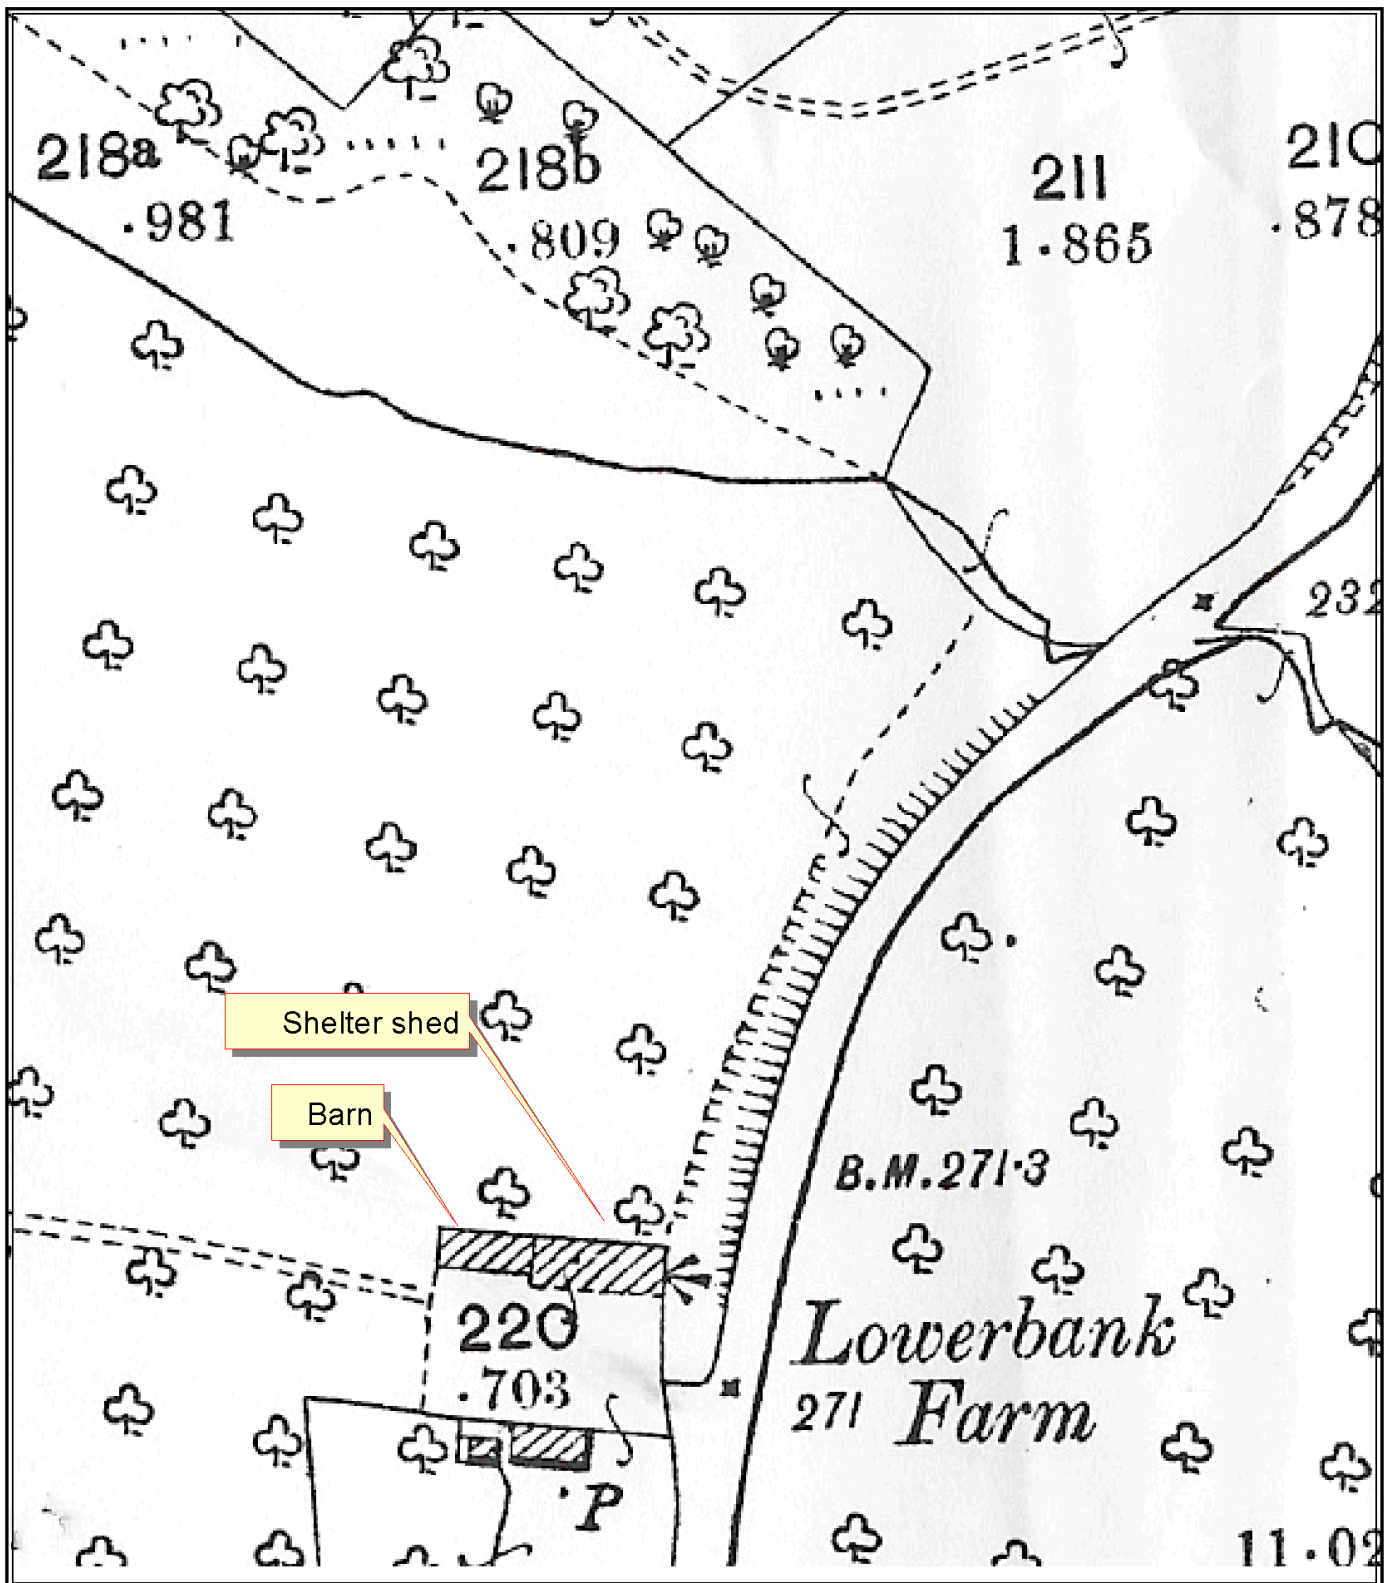 218a
·981
218b
·809
211
1·865
210
·878
232
Shelter shed
Barn
B.M.271·3
220
·703
Lowerbank
271 Farm
P
11·02